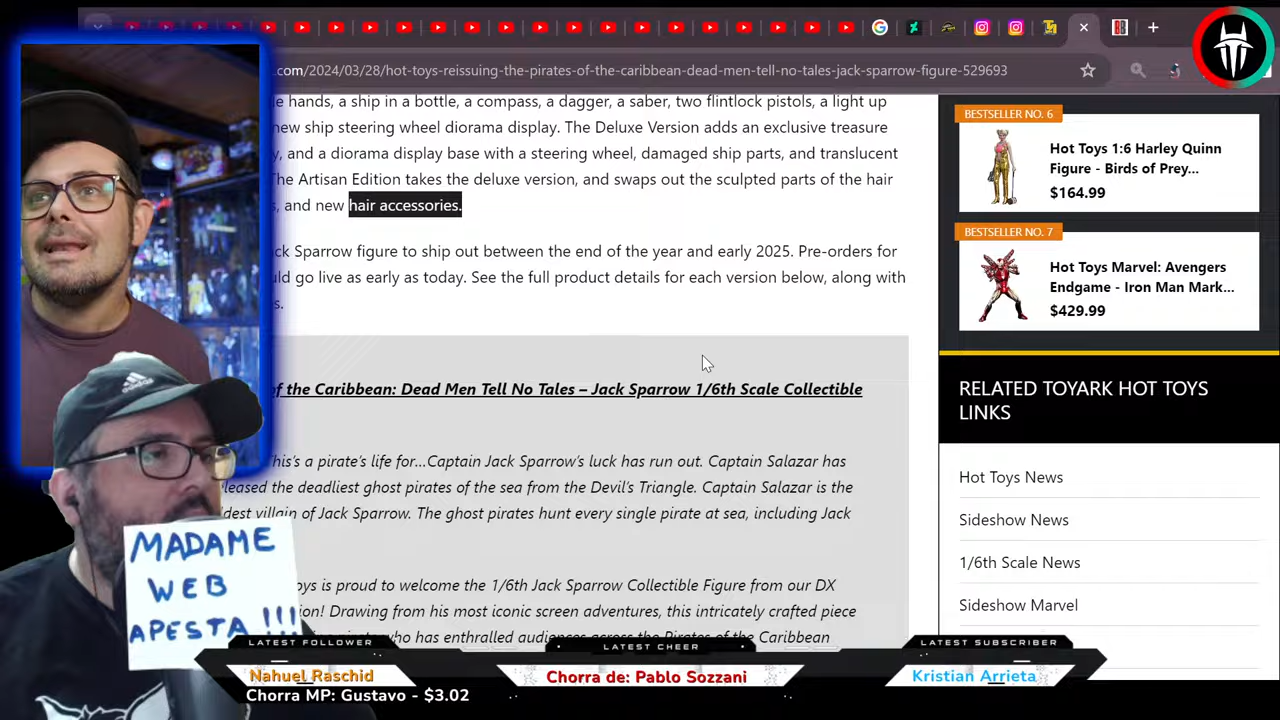 .com/2024/03/28/hot-toys-reissuing-the-pirates-of-the-caribbean-dead-men-tell-no-tales-jack-sparrow-figure-529693
hands, a ship in a bottle, a compass, a dagger, a saber, two flintlock pistols, a light up
new ship steering wheel diorama display. The Deluxe Version adds an exclusive treasure
, and a diorama display base with a steering wheel, damaged ship parts, and translucent
The Artisan Edition takes the deluxe version, and swaps out the sculpted parts of the hair
, and new hair accessories.
Sparrow figure to ship out between the end of the year and early 2025. Pre-orders for
go live as early as today. See the full product details for each version below, along with
of the Caribbean: Dead Men Tell No Tales – Jack Sparrow 1/6th Scale Collectible
This's a pirate's life for...Captain Jack Sparrow's luck has run out. Captain Salazar has
the deadliest ghost pirates of the sea from the Devil's Triangle. Captain Salazar is the
villain of Jack Sparrow. The ghost pirates hunt every single pirate at sea, including Jack
is proud to welcome the 1/6th Jack Sparrow Collectible Figure from our DX
Drawing from his most iconic screen adventures, this intricately crafted piece
who has enthralled audiences across the Pirates of the Caribbean
BESTSELLER NO. 6
Hot Toys 1:6 Harley Quinn
Figure - Birds of Prey...
$164.99
BESTSELLER NO. 7
Hot Toys Marvel: Avengers
Endgame - Iron Man Mark...
$429.99
RELATED TOYARK HOT TOYS
LINKS
Hot Toys News
Sideshow News
1/6th Scale News
Sideshow Marvel
adidas
MADAME
WEB
APESTA!!!
LATEST FOLLOWER
Nahuel Raschid
LATEST CHEER
Chorra de: Pablo Sozzani
LATEST SUBSCRIBER
Kristian Arrieta
Chorra MP: Gustavo - $3.02